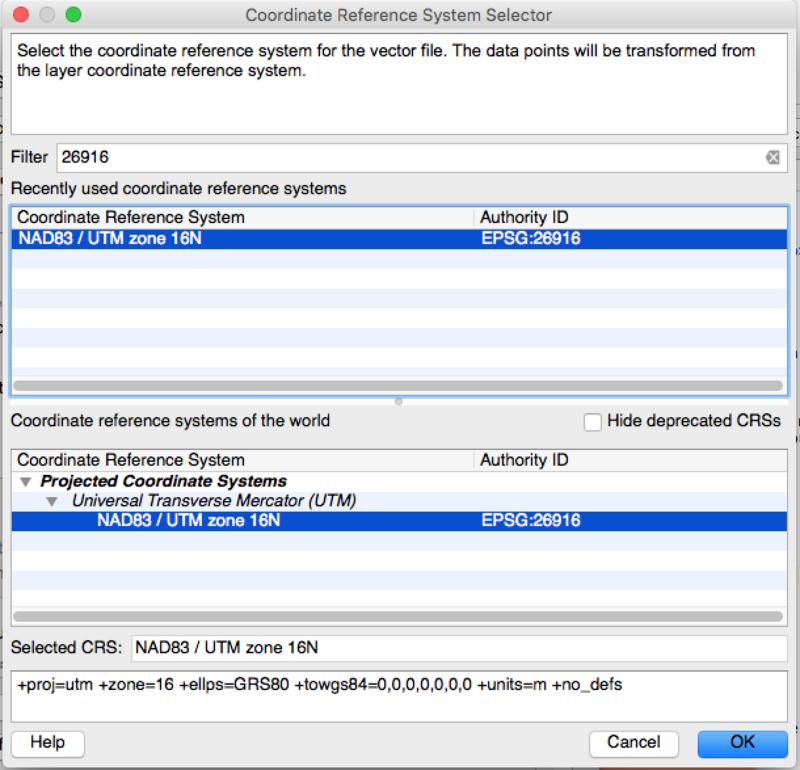 Coordinate Reference System Selector
Select the coordinate reference system for the vector file. The data points will be transformed from
the layer coordinate reference system.
Filter 26916
Recently used coordinate reference systems
Coordinate Reference System Authority ID
NAD83 / UTM zone 16N EPSG:26916
Coordinate reference systems of the world Hide deprecated CRSs
Coordinate Reference System Authority ID
Projected Coordinate Systems
Universal Transverse Mercator (UTM)
NAD83 / UTM zone 16N EPSG:26916
Selected CRS: NAD83 / UTM zone 16N
+proj=utm +zone=16 +ellps=GRS80 +towgs84=0,0,0,0,0,0,0 +units=m +no_defs
Help Cancel OK